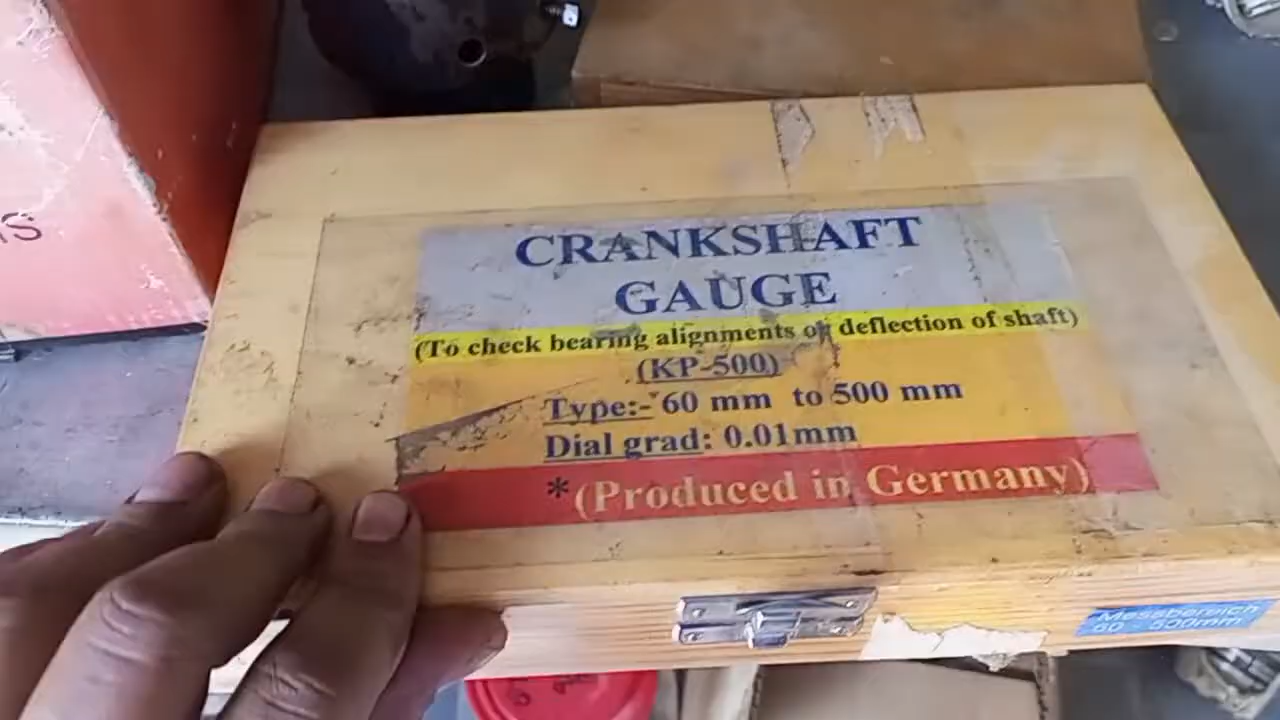 CRANKSHAFT
GAUGE
(To check bearing alignments or deflection of shaft)
(KP-500)
Type:- 60 mm to 500 mm
Dial grad: 0.01mm
*(Produced in Germany)
Messbereich
60 - 500mm